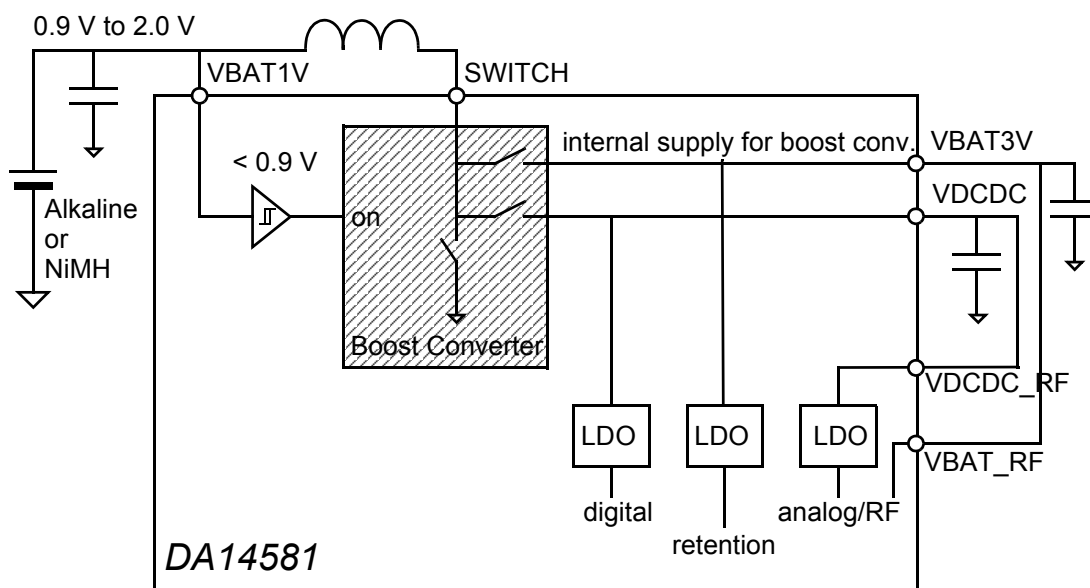 0.9 V to 2.0 V
VBAT1V
SWITCH
internal supply for boost conv.
VBAT3V
< 0.9 V
VDCDC
Alkaline
or
NiMH
on
Boost Converter
VDCDC_RF
LDO
LDO
LDO
VBAT_RF
digital
analog/RF
retention
DA14581